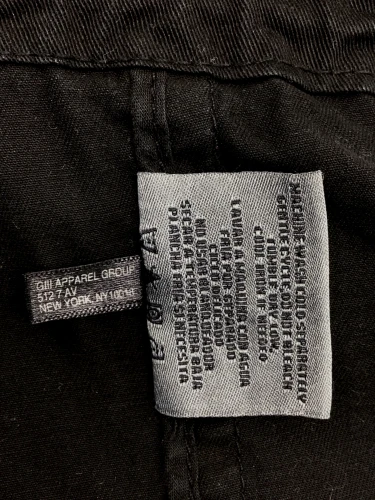 GIII APPAREL GROUP
512 7 AV
NEW YORK, NY 10018
MACHINE WASH COLD SEPARATELY
GENTLE CYCLE DO NOT BLEACH
TUMBLE DRY LOW
COOL IRON IF NEEDED
LAVAR A MAQUINA CON AGUA
FRIA POR SEPARADO
CICLO DELICADO
NO USAR BLANQUEADOR
SECAR A TEMPERATURA BAJA
PLANCHA FRIA SI NECESITA